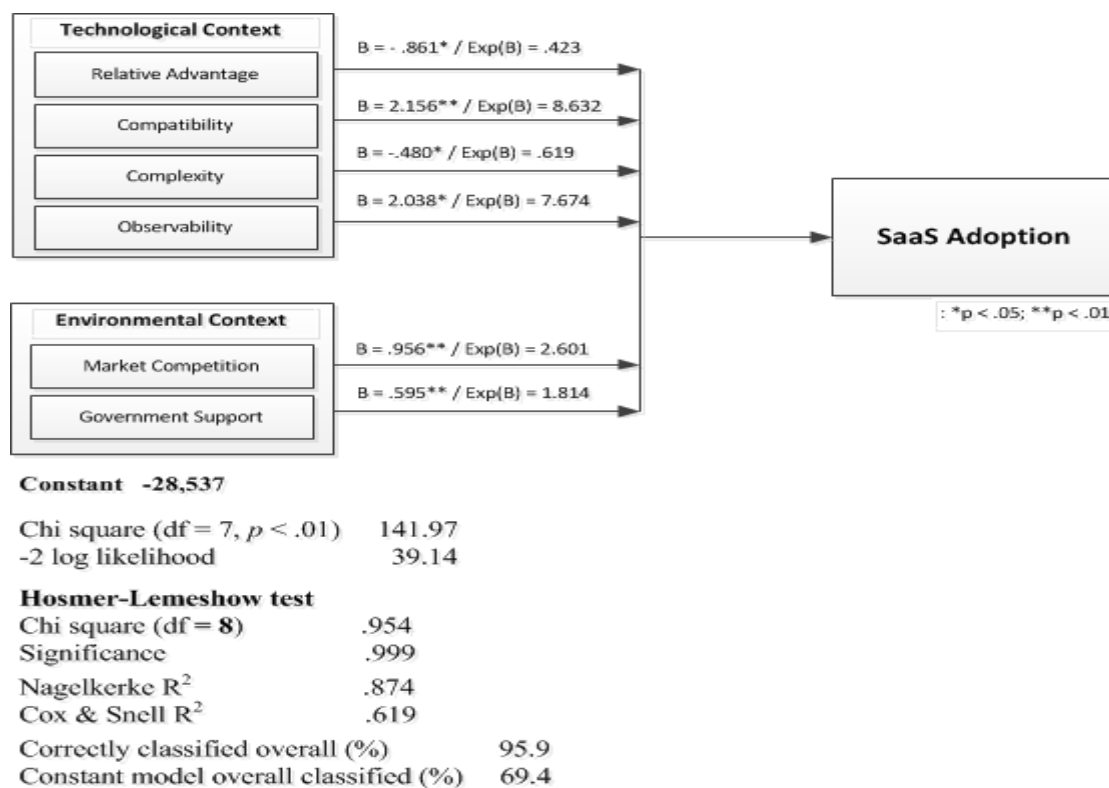 Technological Context
Relative Advantage
Compatibility
Complexity
Observability
B = - .861* / Exp(B) = .423
B = 2.156** / Exp(B) = 8.632
B = -.480* / Exp(B) = .619
B = 2.038* / Exp(B) = 7.674
SaaS Adoption
: *p < .05; **p < .01
Environmental Context
Market Competition
Government Support
B = .956** / Exp(B) = 2.601
B = .595** / Exp(B) = 1.814
Constant -28,537
Chi square (df = 7, p < .01) 141.97
-2 log likelihood 39.14
Hosmer-Lemeshow test
Chi square (df = 8) .954
Significance .999
Nagelkerke R² .874
Cox & Snell R² .619
Correctly classified overall (%) 95.9
Constant model overall classified (%) 69.4